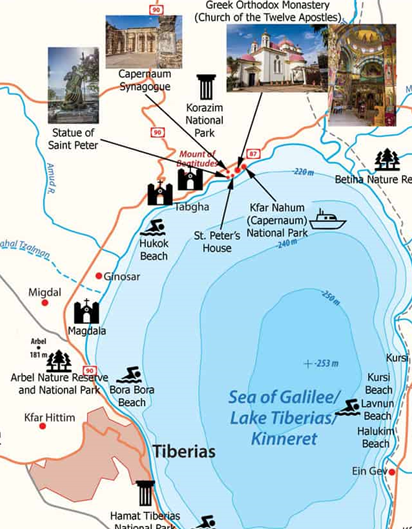 90
Greek Orthodox Monastery
(Church of the Twelve Apostles)
Capernaum
Synagogue
Korazim
National
Park
Statue of
Saint Peter
90
87
Mount of
Beatitudes
-220 m
Betiha Nature Re
Amud R.
Tabgha
Kfar Nahum
(Capernaum)
National Park
St. Peter's
House
Hukok
Beach
-240 m
Tzalmon
Ginosar
-250 m
Migdal
Magdala
Arbel
181 m
-253 m
Kursi
90
Arbel Nature Reserve
and National Park
Bora Bora
Beach
Kursi
Beach
Lavnun
Beach
Halukim
Beach
Sea of Galilee/
Lake Tiberias/
Kinneret
Kfar Hittim
Tiberias
Ein Gev
Hamat Tiberias
National Park